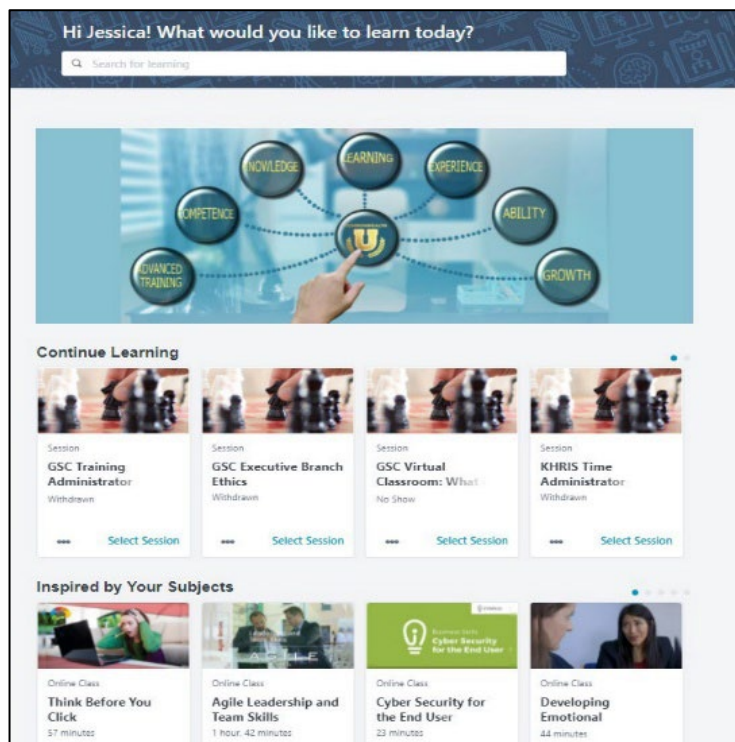 Hi Jessica! What would you like to learn today?
Search for learning
KNOWLEDGE
LEARNING
EXPERIENCE
COMPETENCE
ABILITY
U
ADVANCED
TRAINING
GROWTH
Continue Learning
Session
GSC Training
Administrator
Withdrawn
Select Session
Session
GSC Executive Branch
Ethics
Withdrawn
Select Session
Session
GSC Virtual
Classroom: What
No Show
Select Session
Session
KHRIS Time
Administrator
Withdrawn
Select Session
Inspired by Your Subjects
AGILE
Business Skills
Cyber Security
for the End User
Online Class
Think Before You
Click
57 minutes
Online Class
Agile Leadership and
Team Skills
1 hour, 42 minutes
Online Class
Cyber Security for
the End User
23 minutes
Online Class
Developing
Emotional
44 minutes